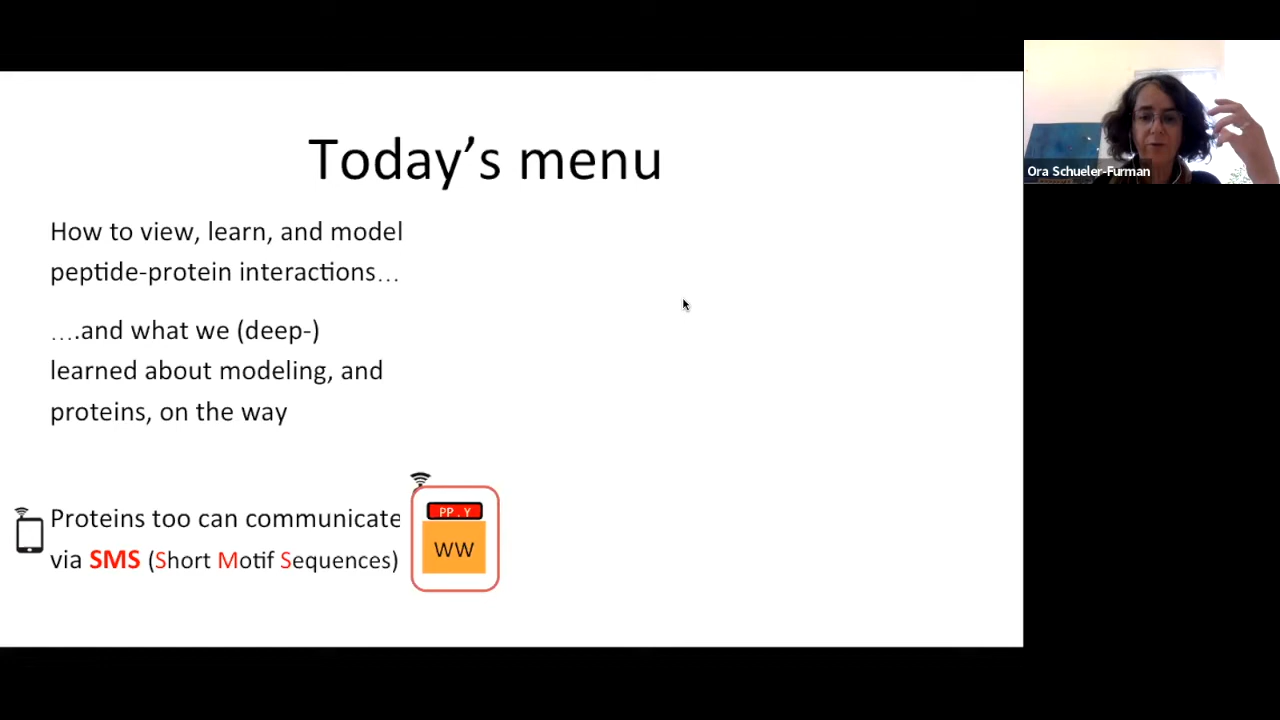 Today's menu
How to view, learn, and model
peptide-protein interactions…
….and what we (deep-)
learned about modeling, and
proteins, on the way
Proteins too can communicate
via SMS (Short Motif Sequences)
PP.Y
WW
Ora Schueler-Furman